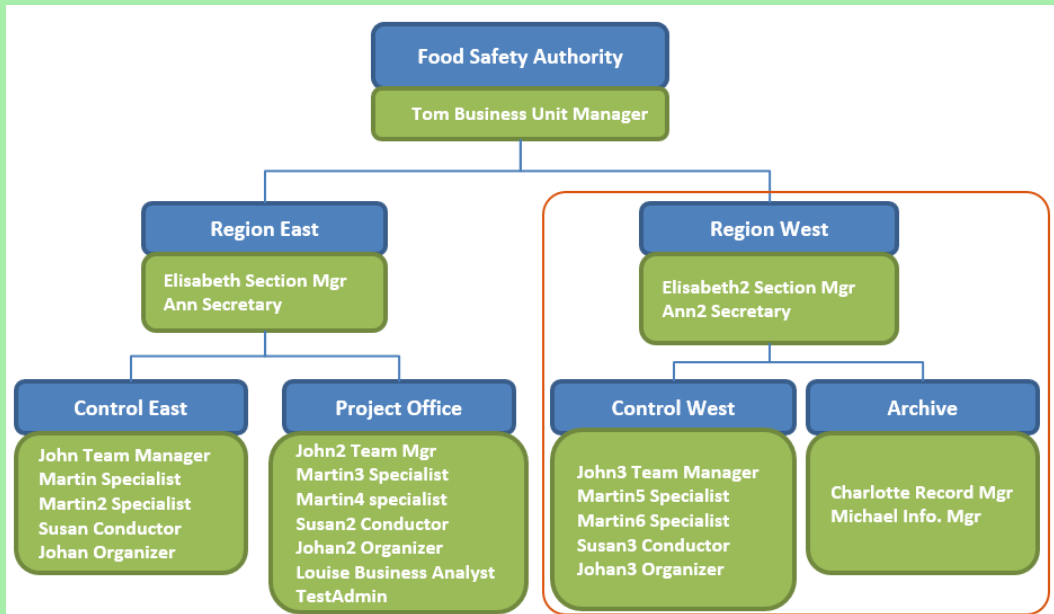 Food Safety Authority
Tom Business Unit Manager
Region East
Elisabeth Section Mgr
Ann Secretary
Region West
Elisabeth2 Section Mgr
Ann2 Secretary
Control East
John Team Manager
Martin Specialist
Martin2 Specialist
Susan Conductor
Johan Organizer
Project Office
John2 Team Mgr
Martin3 Specialist
Martin4 specialist
Susan2 Conductor
Johan2 Organizer
Louise Business Analyst
TestAdmin
Control West
John3 Team Manager
Martin5 Specialist
Martin6 Specialist
Susan3 Conductor
Johan3 Organizer
Archive
Charlotte Record Mgr
Michael Info. Mgr